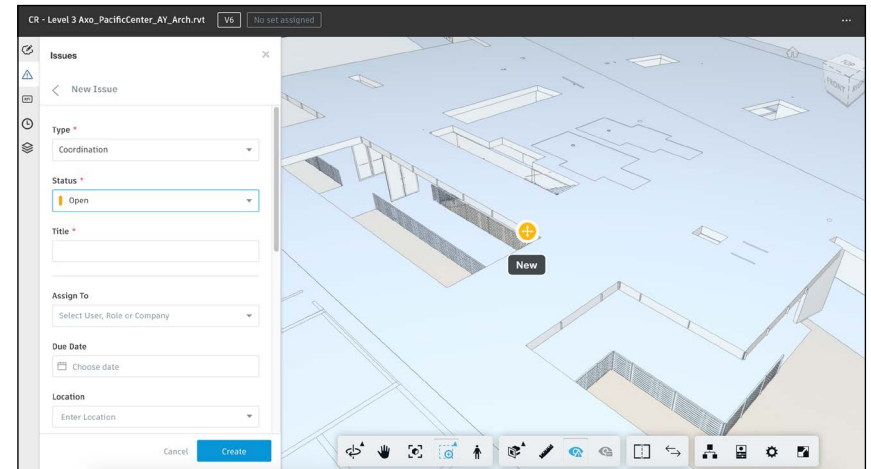 CR - Level 3 Axo_PacificCenter_AY_Arch.rvt V6 No set assigned
Issues
New Issue
Type *
Coordination
Status *
Open
Title *
Assign To
Select User, Role or Company
Due Date
Choose date
Location
Enter Location
Cancel Create
New
TOP
FRONT